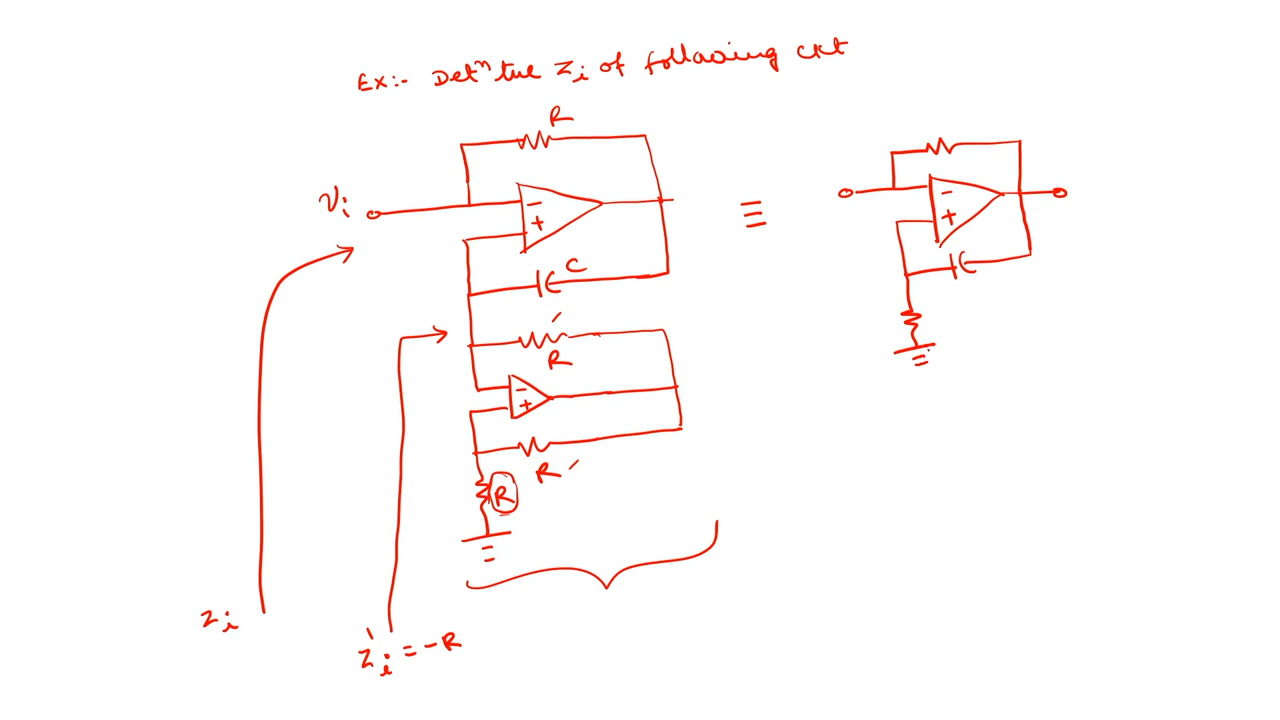 Ex:- Detⁿ the Zi of following ckt
R
Vi
-
+
C
≡
-
+
R
-
+
R
R
Zi
Z'i = -R